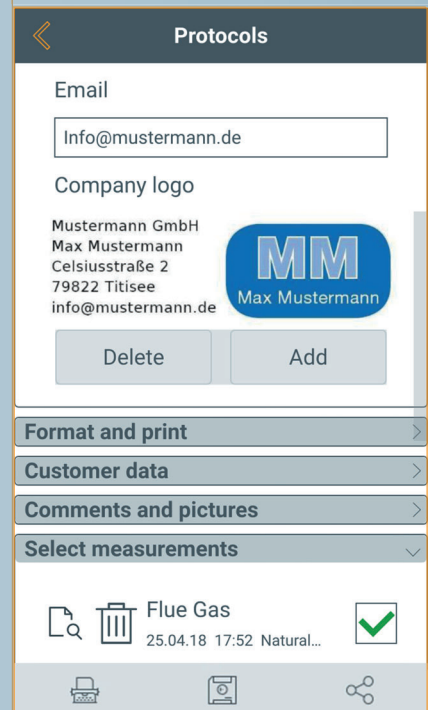 Protocols
Email
Info@mustermann.de
Company logo
Mustermann GmbH
Max Mustermann
Celsiusstraße 2
79822 Titisee
info@mustermann.de
MM
Max Mustermann
Delete
Add
Format and print
Customer data
Comments and pictures
Select measurements
Flue Gas
25.04.18 17:52 Natural...